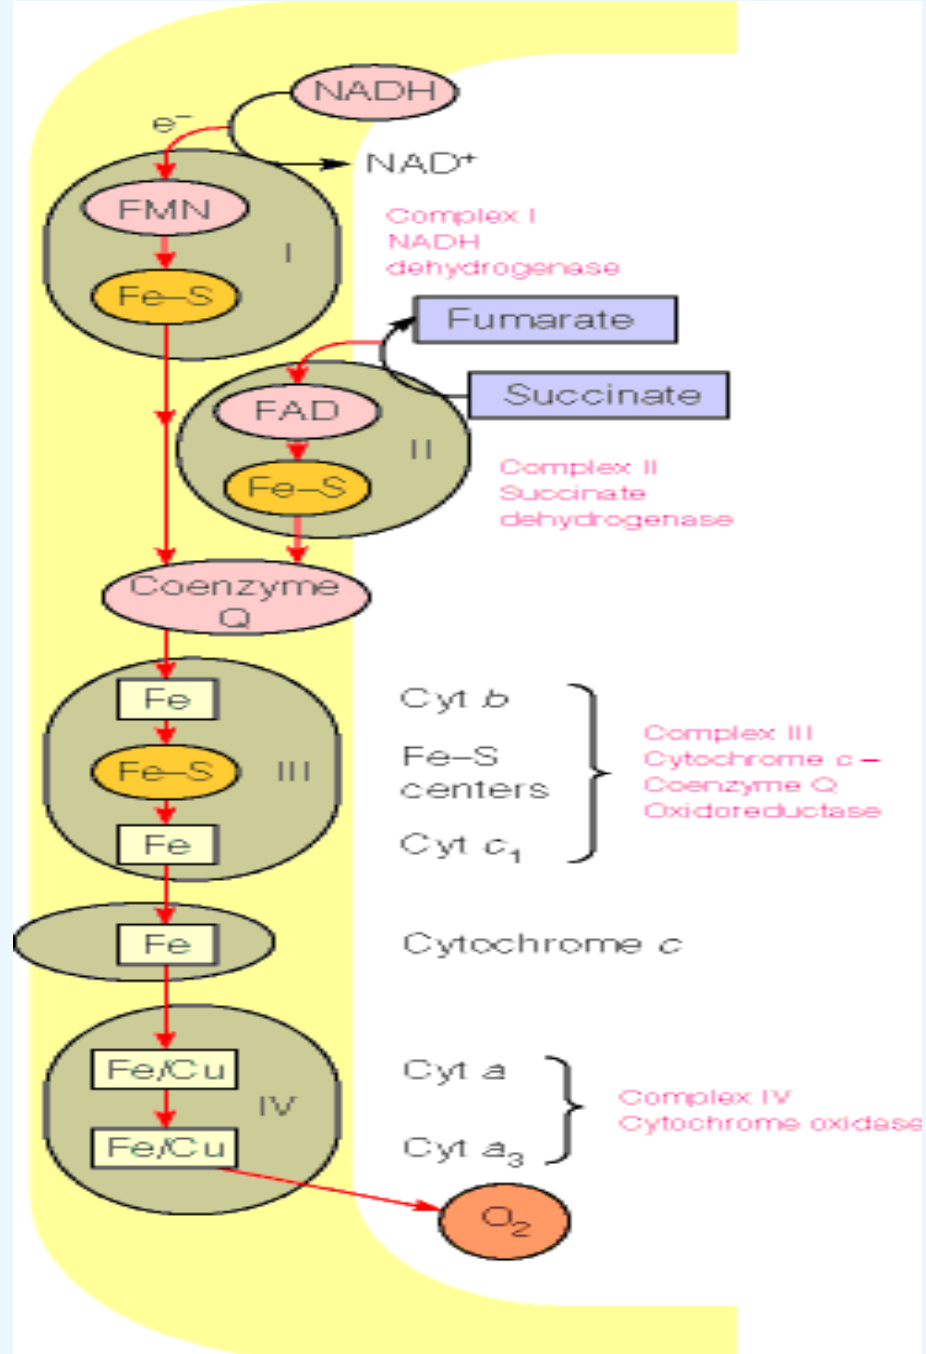 NADH
e⁻
NAD⁺
FMN
Complex I
NADH
dehydrogenase
I
Fe–S
Fumarate
Succinate
FAD
II
Complex II
Succinate
dehydrogenase
Fe–S
Coenzyme
Q
Fe
Cyt b
Fe–S
III
Fe–S
centers
Complex III
Cytochrome c –
Coenzyme Q
Oxidoreductase
Fe
Cyt c₁
Fe
Cytochrome c
Fe/Cu
Cyt a
IV
Complex IV
Cytochrome oxidase
Fe/Cu
Cyt a₃
O₂